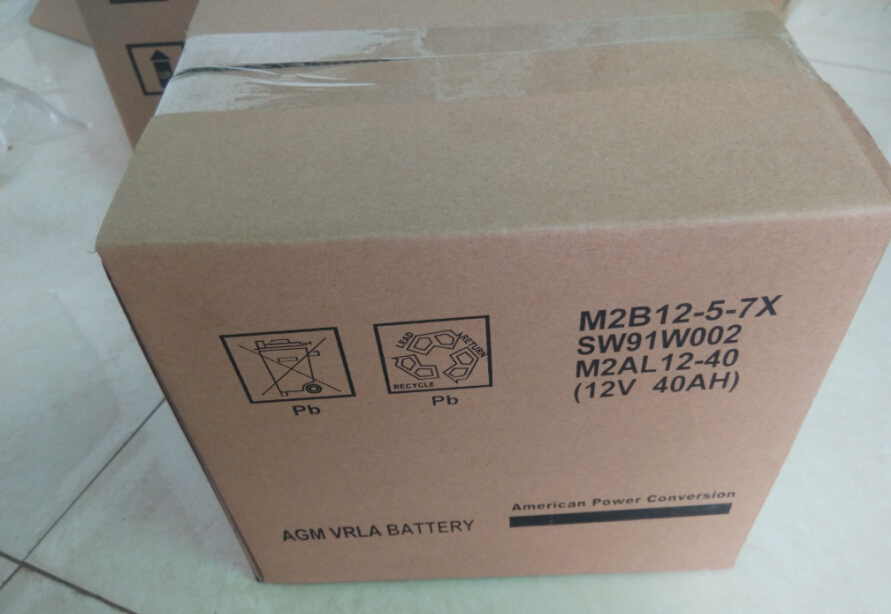 M2B12-5-7X
SW91W002
M2AL12-40
(12V 40AH)
LEAD
RETURN
RECYCLE
Pb
Pb
American Power Conversion
AGM VRLA BATTERY